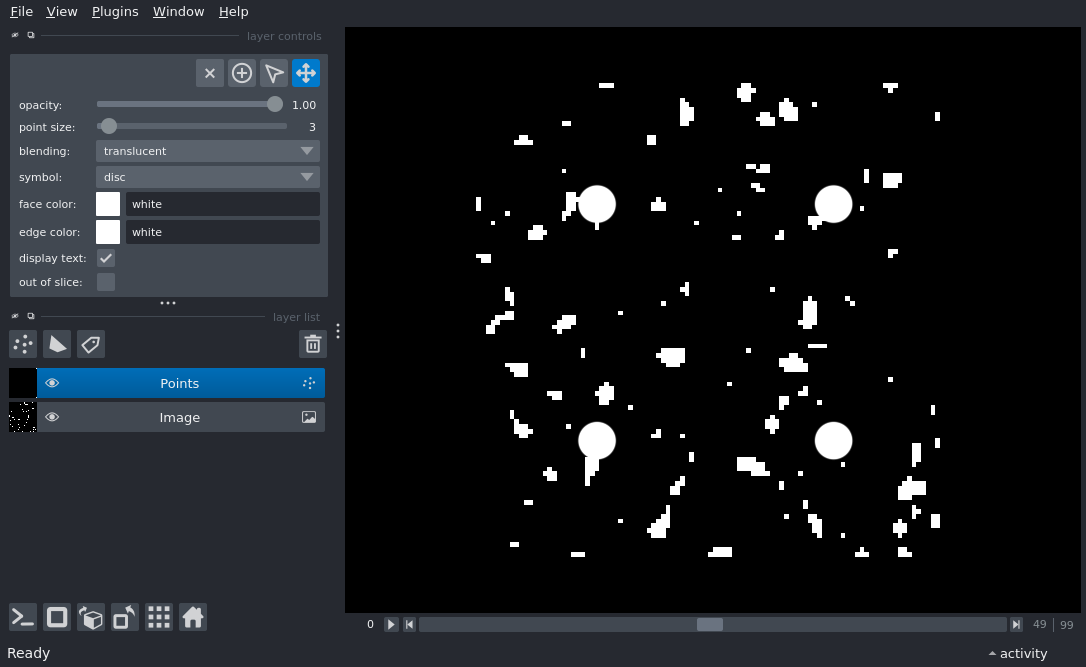 File View Plugins Window Help
layer controls
opacity: 1.00
point size: 3
blending: translucent
symbol: disc
face color: white
edge color: white
display text:
out of slice:
layer list
Points
Image
0 49 99
Ready activity